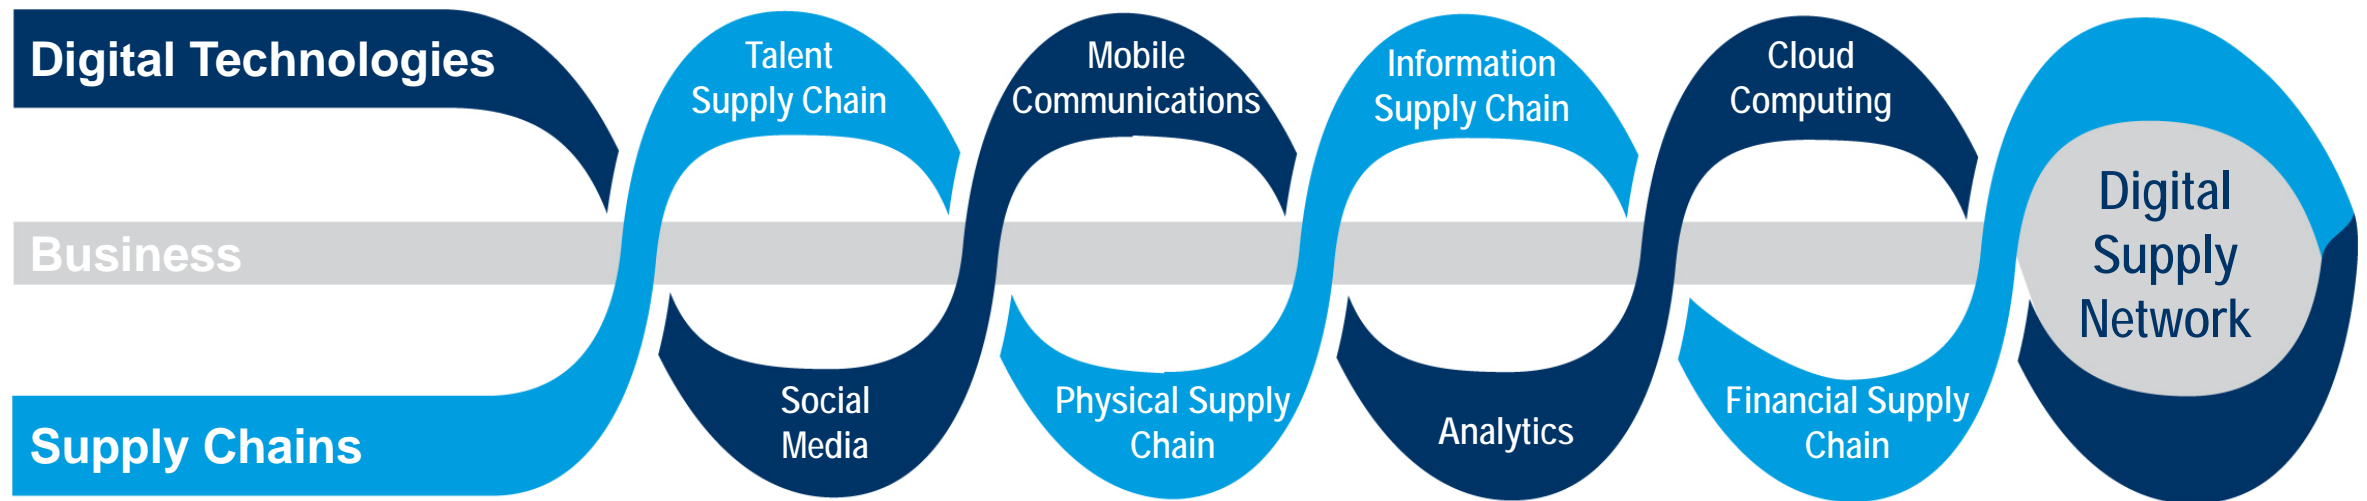 Digital Technologies
Business
Supply Chains
Talent
Supply Chain
Social
Media
Mobile
Communications
Physical Supply
Chain
Information
Supply Chain
Analytics
Cloud
Computing
Financial Supply
Chain
Digital
Supply
Network